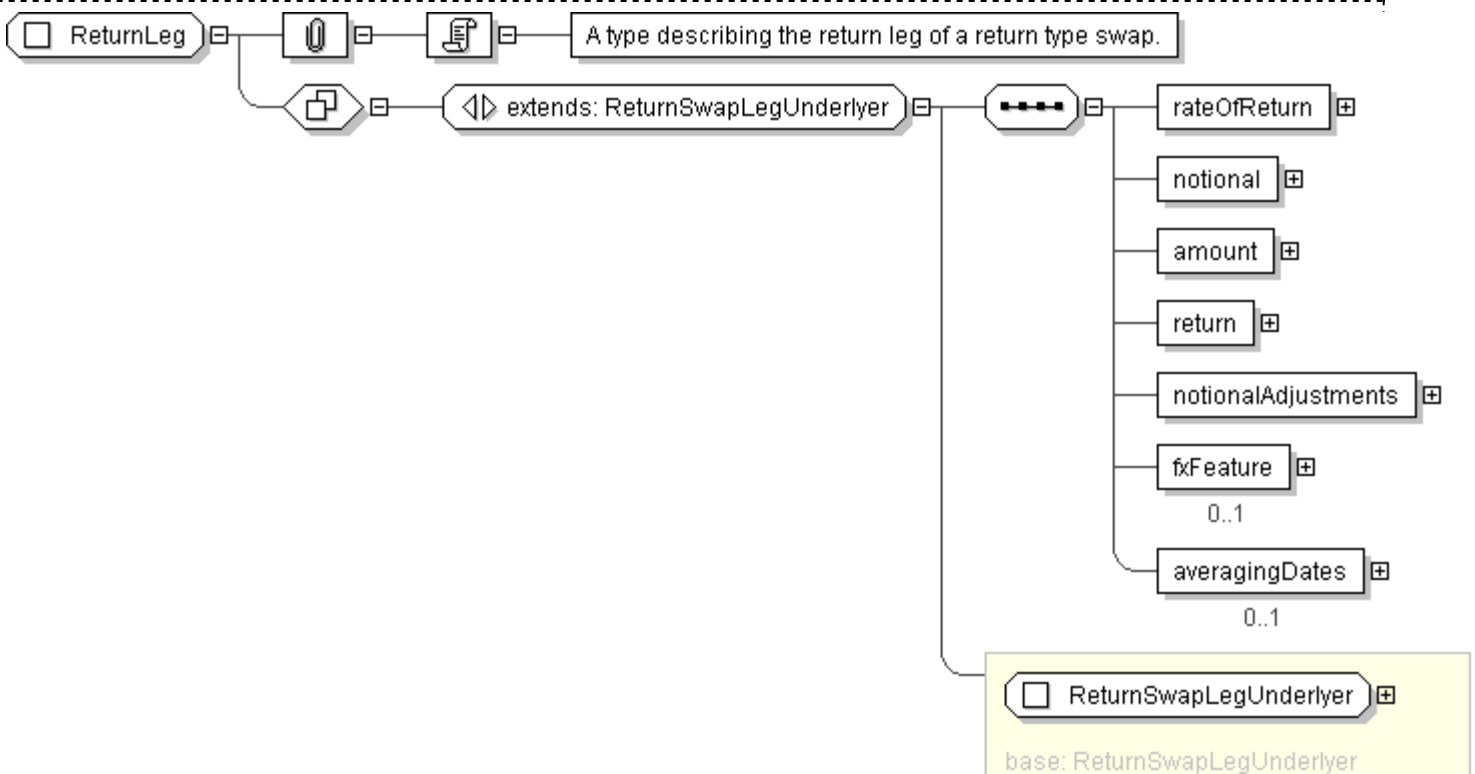 ReturnLeg
A type describing the return leg of a return type swap.
extends: ReturnSwapLegUnderlyer
rateOfReturn
notional
amount
return
notionalAdjustments
fxFeature
0..1
averagingDates
0..1
ReturnSwapLegUnderlyer
base: ReturnSwapLegUnderlyer